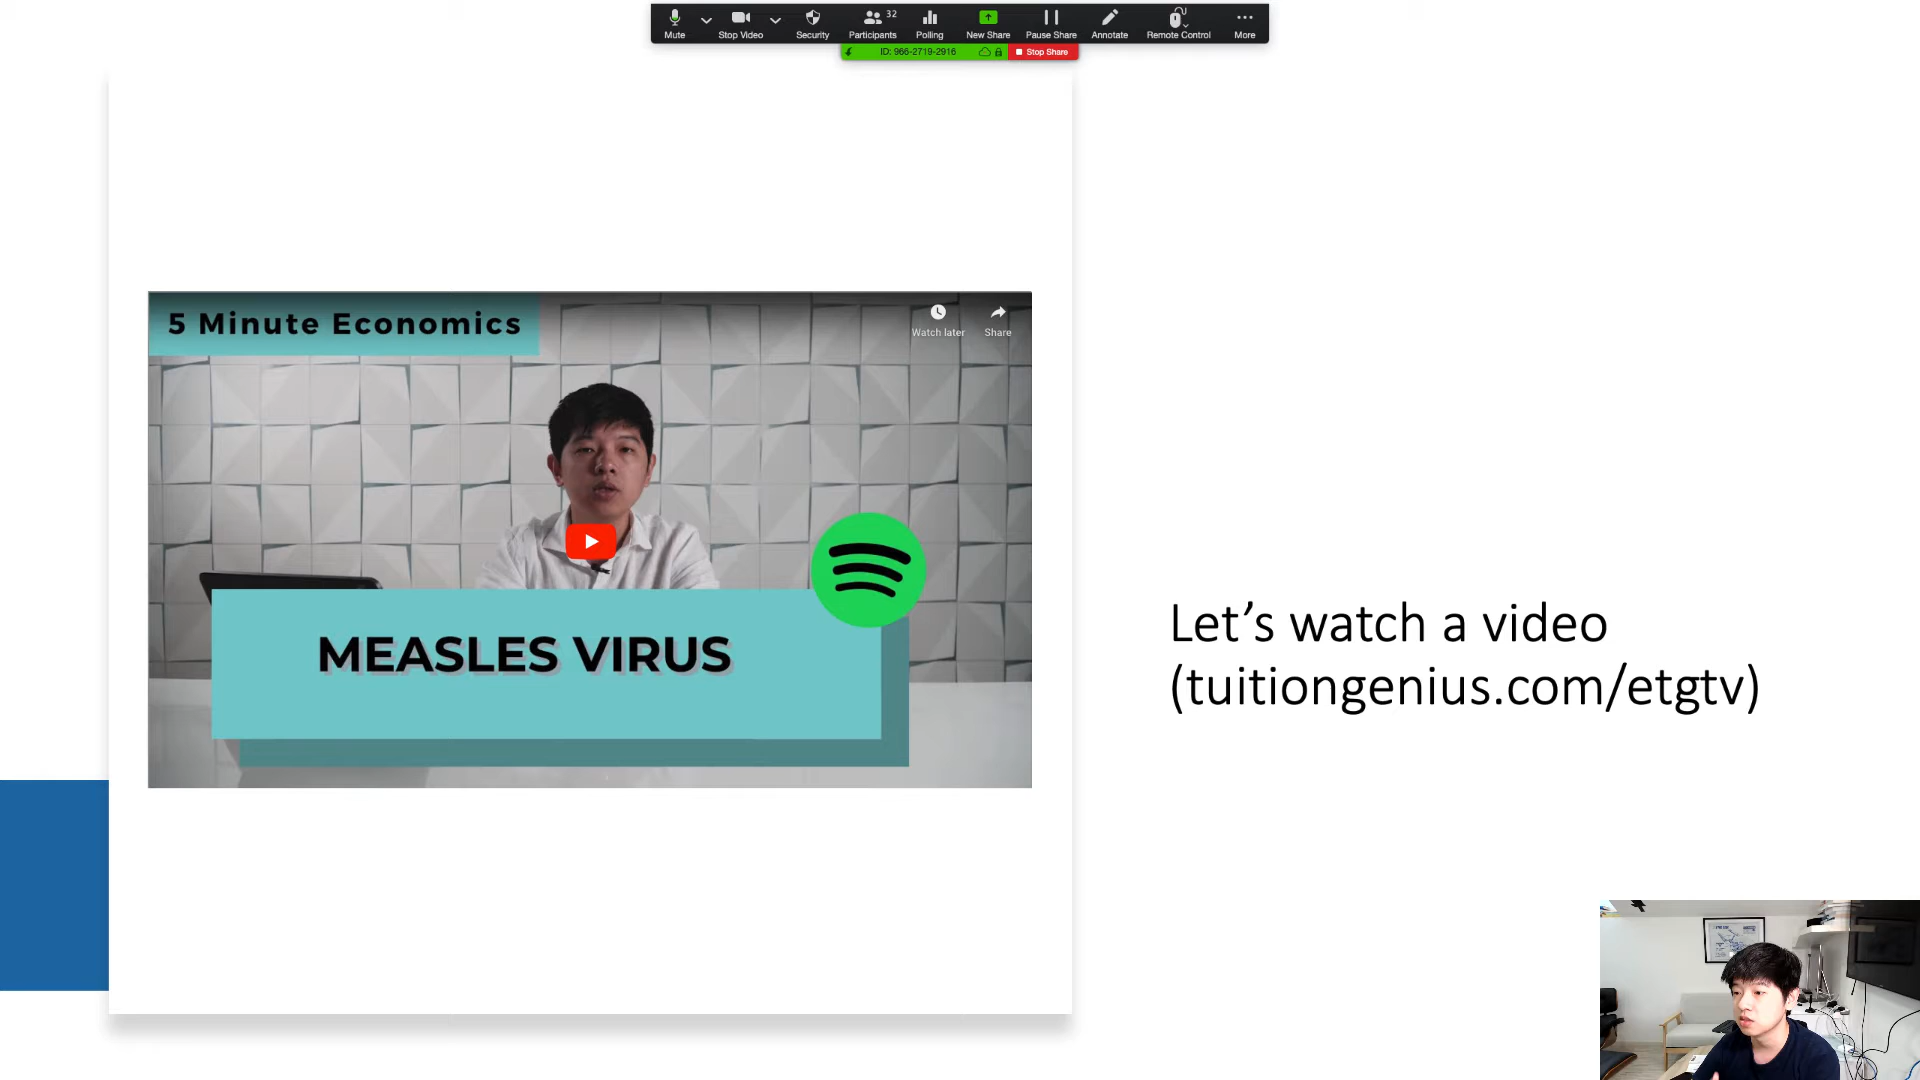 Mute
Stop Video
Security
Participants
32
Polling
New Share
Pause Share
Annotate
Remote Control
More
ID: 966-2719-2916
Stop Share
5 Minute Economics
Watch later
Share
MEASLES VIRUS
Let’s watch a video
(tuitiongenius.com/etgtv)